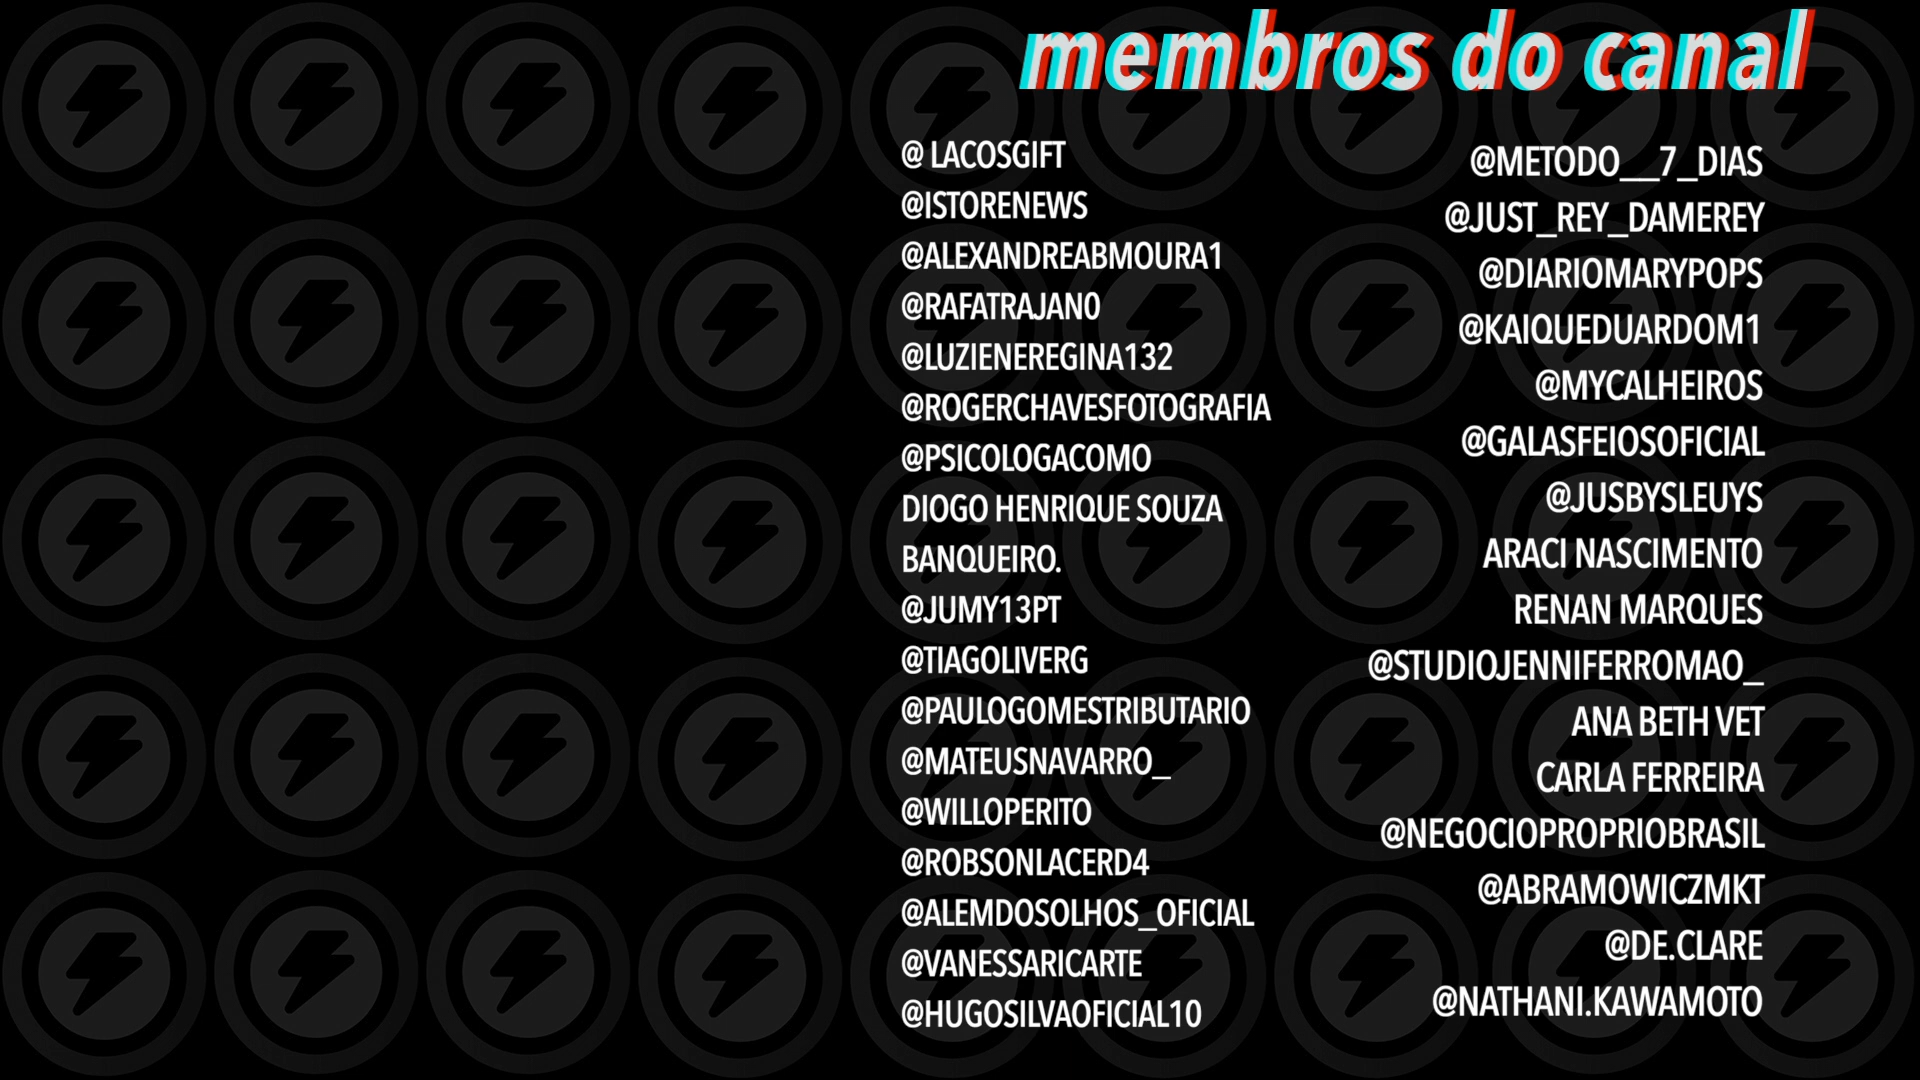 membros do canal
@ LACOSGIFT
@ISTORENEWS
@ALEXANDREABMOURA1
@RAFATRAJAN0
@LUZIENEREGINA132
@ROGERCHAVESFOTOGRAFIA
@PSICOLOGACOMO
DIOGO HENRIQUE SOUZA
BANQUEIRO.
@JUMY13PT
@TIAGOLIVERG
@PAULOGOMESTRIBUTARIO
@MATEUSNAVARRO_
@WILLOPERITO
@ROBSONLACERD4
@ALEMDOSOLHOS_OFICIAL
@VANESSARICARTE
@HUGOSILVAOFICIAL10
@METODO__7_DIAS
@JUST_REY_DAMEREY
@DIARIOMARYPOPS
@KAIQUEDUARDOM1
@MYCALHEIROS
@GALASFEIOSOFICIAL
@JUSBYSLEUYS
ARACI NASCIMENTO
RENAN MARQUES
@STUDIOJENNIFERROMAO_
ANA BETH VET
CARLA FERREIRA
@NEGOCIOPROPRIOBRASIL
@ABRAMOWICZMKT
@DE.CLARE
@NATHANI.KAWAMOTO